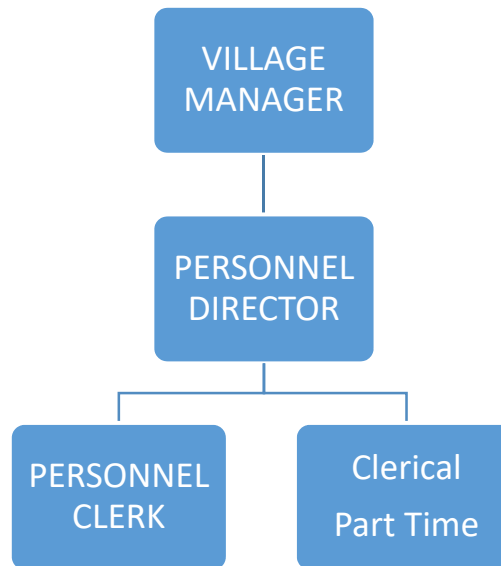 VILLAGE
MANAGER
PERSONNEL
DIRECTOR
PERSONNEL
CLERK
Clerical
Part Time